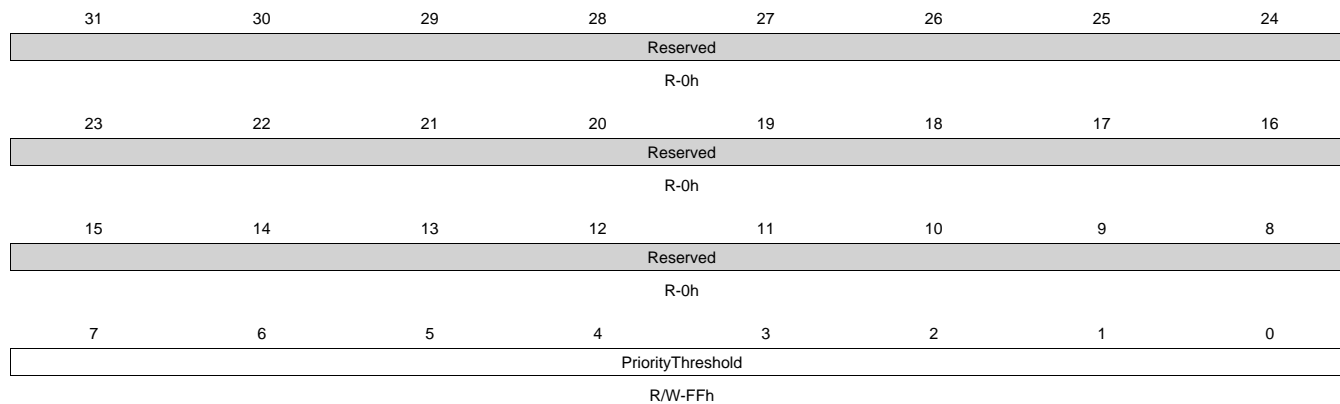 31 30 29 28 27 26 25 24
Reserved
R-0h
23 22 21 20 19 18 17 16
Reserved
R-0h
15 14 13 12 11 10 9 8
Reserved
R-0h
7 6 5 4 3 2 1 0
PriorityThreshold
R/W-FFh